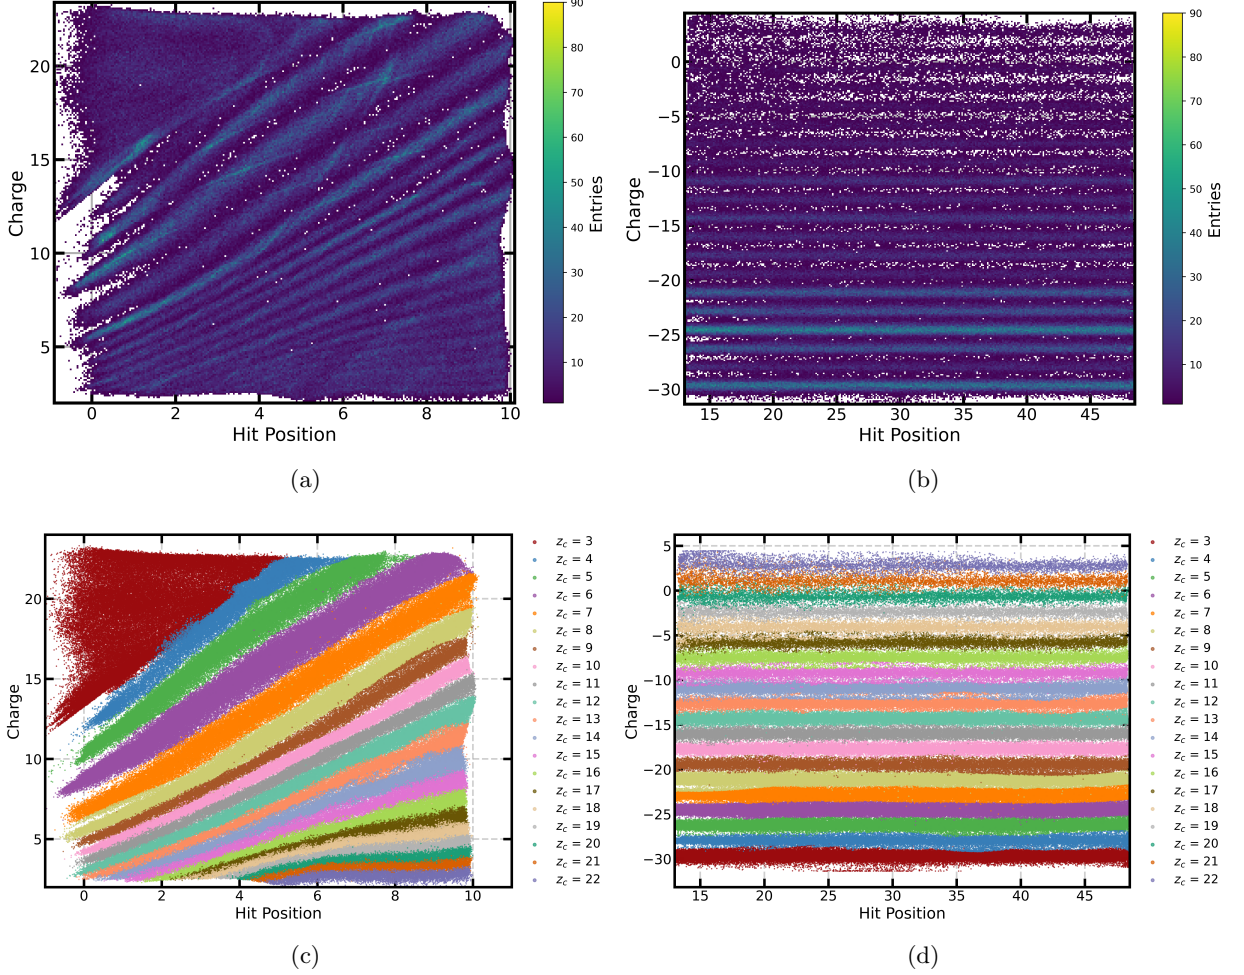 20
15
10
5
0
2
4
6
8
10
Charge
Hit Position
90
80
70
60
50
40
30
20
10
Entries
(a)
0
−5
−10
−15
−20
−25
−30
15
20
25
30
35
40
45
Charge
Hit Position
90
80
70
60
50
40
30
20
10
Entries
(b)
20
15
10
5
0
2
4
6
8
10
Charge
Hit Position
z_c = 3
z_c = 4
z_c = 5
z_c = 6
z_c = 7
z_c = 8
z_c = 9
z_c = 10
z_c = 11
z_c = 12
z_c = 13
z_c = 14
z_c = 15
z_c = 16
z_c = 17
z_c = 18
z_c = 19
z_c = 20
z_c = 21
z_c = 22
(c)
5
0
−5
−10
−15
−20
−25
−30
15
20
25
30
35
40
45
Charge
Hit Position
z_c = 3
z_c = 4
z_c = 5
z_c = 6
z_c = 7
z_c = 8
z_c = 9
z_c = 10
z_c = 11
z_c = 12
z_c = 13
z_c = 14
z_c = 15
z_c = 16
z_c = 17
z_c = 18
z_c = 19
z_c = 20
z_c = 21
z_c = 22
(d)